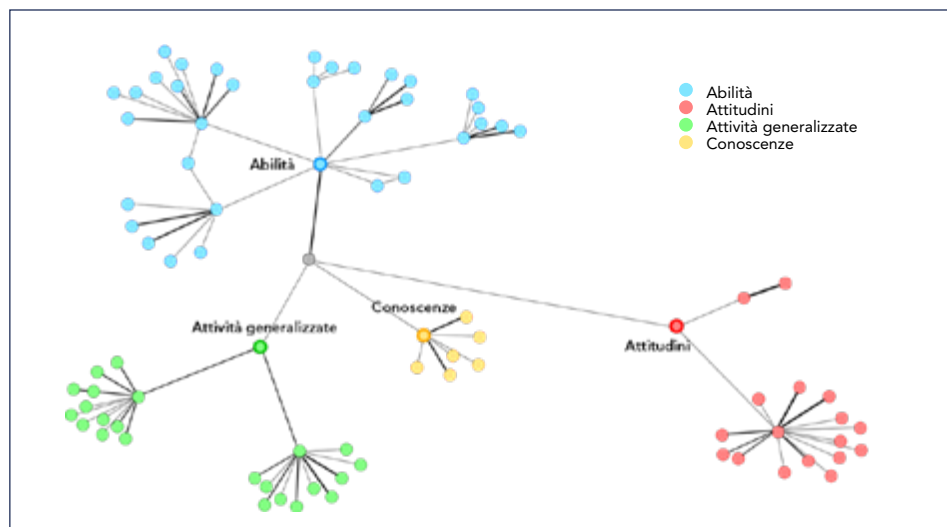 Abilità
Attitudini
Attività generalizzate
Conoscenze
Abilità
Conoscenze
Attività generalizzate
Attitudini